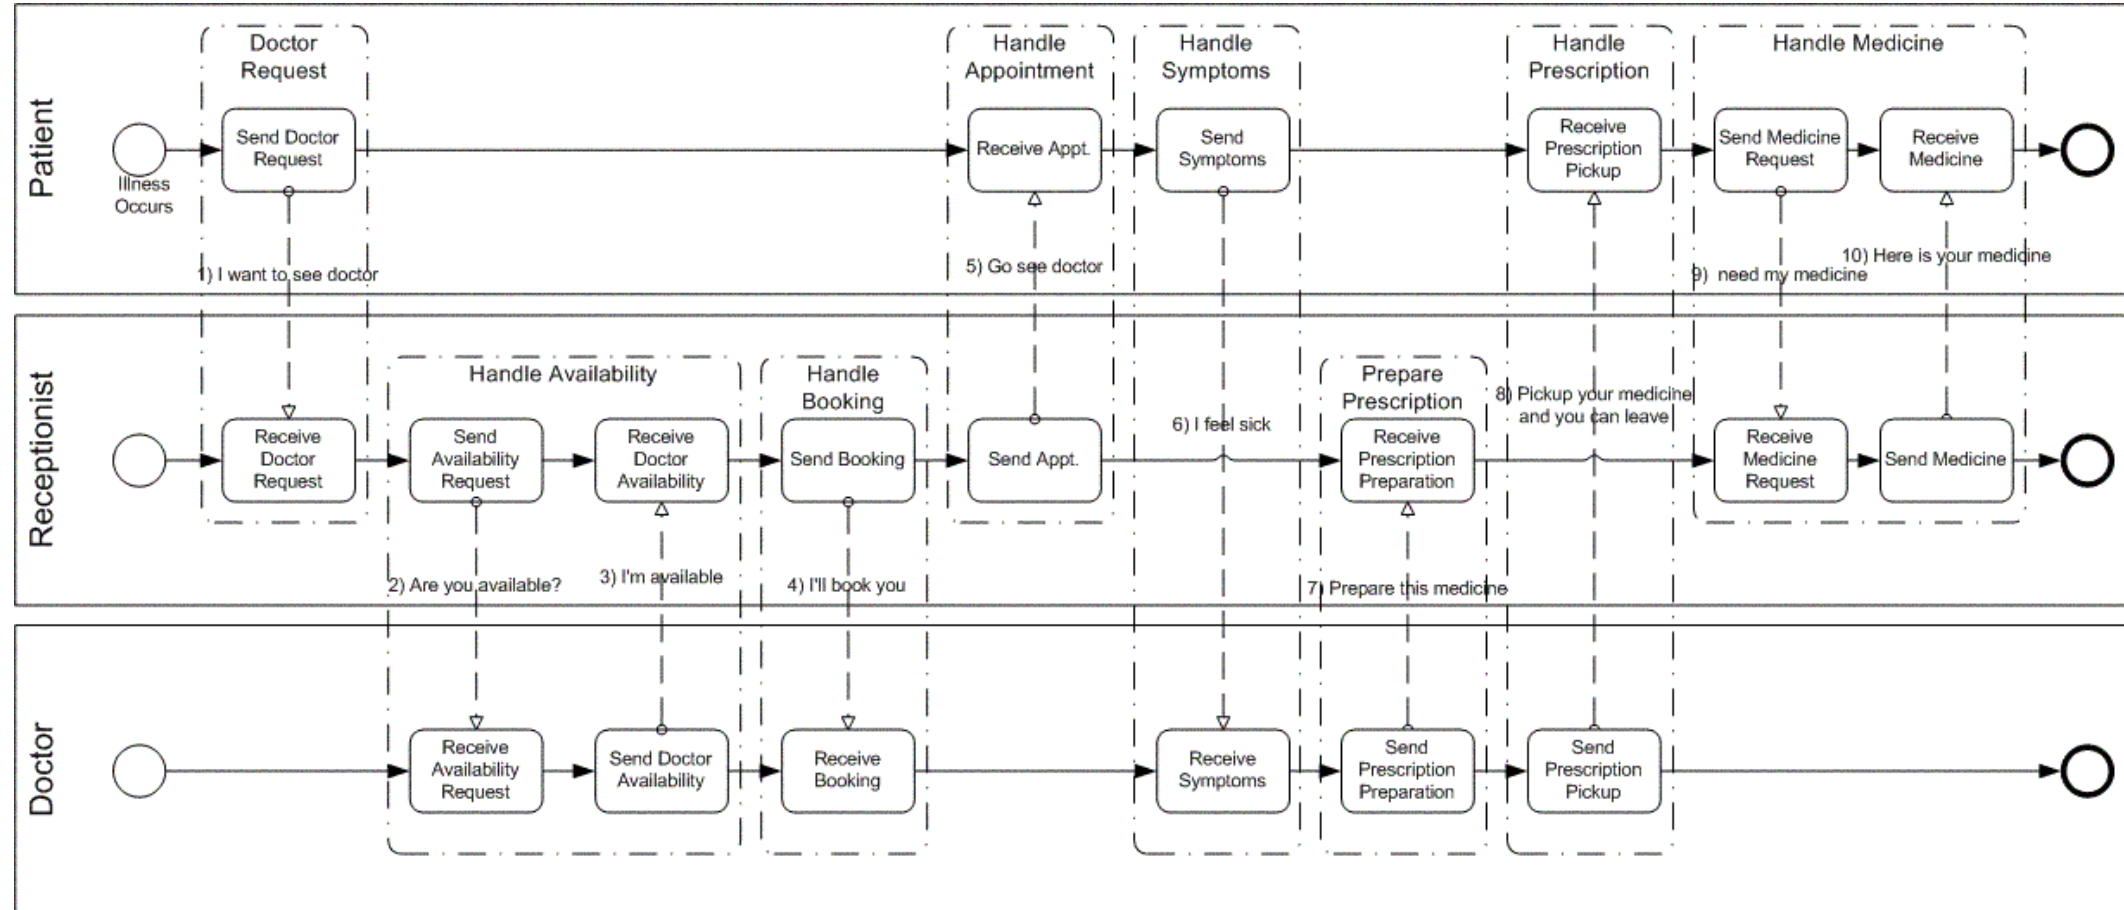 Patient
Illness
Occurs
Doctor
Request
Send Doctor
Request
1) I want to see doctor
Handle
Appointment
Receive Appt.
5) Go see doctor
Handle
Symptoms
Send
Symptoms
Handle
Prescription
Receive
Prescription
Pickup
Handle Medicine
Send Medicine
Request
Receive
Medicine
10) Here is your medicine
9)  need my medicine
Receptionist
Receive
Doctor
Request
Handle Availability
Send
Availability
Request
Receive
Doctor
Availability
2) Are you available?
3) I'm available
Handle
Booking
Send Booking
4) I'll book you
Send Appt.
6) I feel sick
Prepare
Prescription
Receive
Prescription
Preparation
7) Prepare this medicine
8) Pickup your medicine
and you can leave
Receive
Medicine
Request
Send Medicine
Doctor
Receive
Availability
Request
Send Doctor
Availability
Receive
Booking
Receive
Symptoms
Send
Prescription
Preparation
Send
Prescription
Pickup